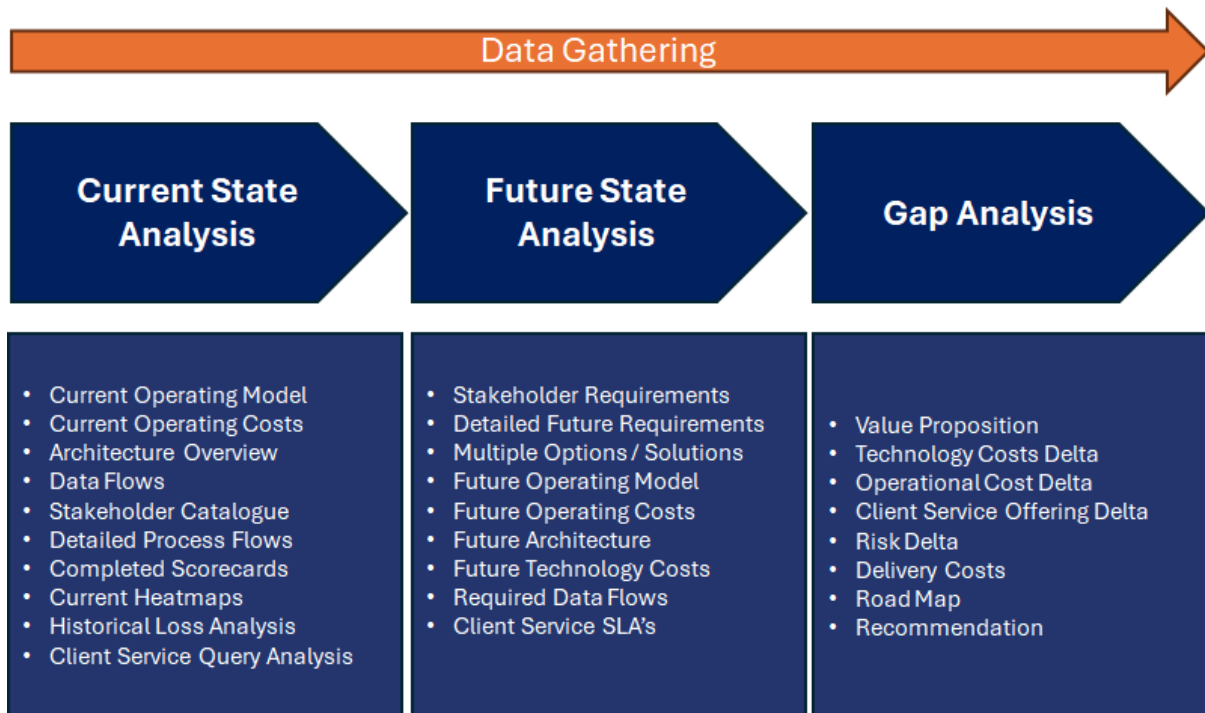 Data Gathering
Current State
Analysis
Future State
Analysis
Gap Analysis
• Current Operating Model
• Current Operating Costs
• Architecture Overview
• Data Flows
• Stakeholder Catalogue
• Detailed Process Flows
• Completed Scorecards
• Current Heatmaps
• Historical Loss Analysis
• Client Service Query Analysis
• Stakeholder Requirements
• Detailed Future Requirements
• Multiple Options / Solutions
• Future Operating Model
• Future Operating Costs
• Future Architecture
• Future Technology Costs
• Required Data Flows
• Client Service SLA’s
• Value Proposition
• Technology Costs Delta
• Operational Cost Delta
• Client Service Offering Delta
• Risk Delta
• Delivery Costs
• Road Map
• Recommendation